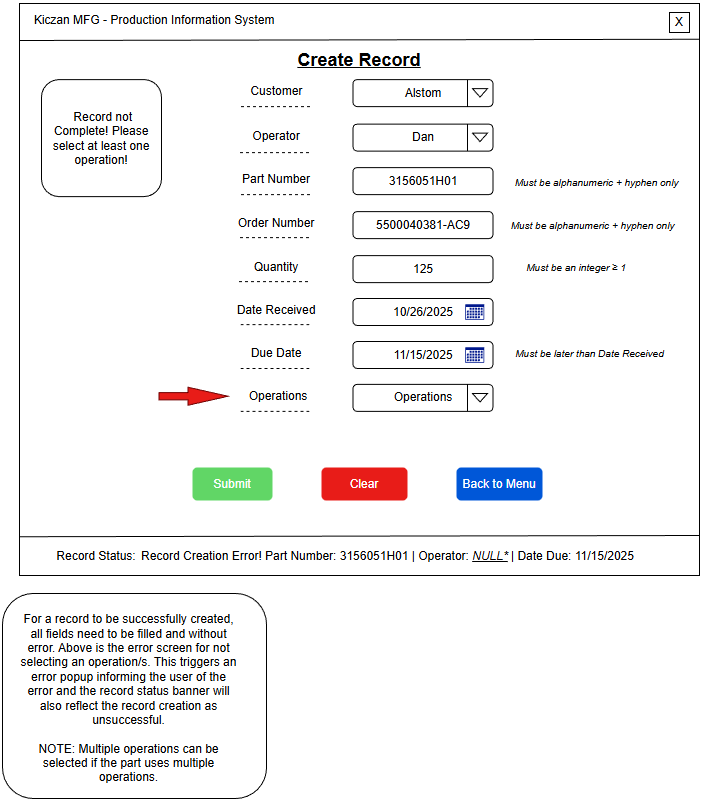 Kiczan MFG - Production Information System
X
Create Record
Record not
Complete! Please
select at least one
operation!
Customer
Alstom
Operator
Dan
Part Number
3156051H01
Must be alphanumeric + hyphen only
Order Number
5500040381-AC9
Must be alphanumeric + hyphen only
Quantity
125
Must be an integer ≥ 1
Date Received
10/26/2025
Due Date
11/15/2025
Must be later than Date Received
Operations
Operations
Submit
Clear
Back to Menu
Record Status: Record Creation Error! Part Number: 3156051H01 | Operator: NULL* | Date Due: 11/15/2025
For a record to be successfully created,
all fields need to be filled and without
error. Above is the error screen for not
selecting an operation/s. This triggers an
error popup informing the user of the
error and the record status banner will
also reflect the record creation as
unsuccessful.
NOTE: Multiple operations can be
selected if the part uses multiple
operations.